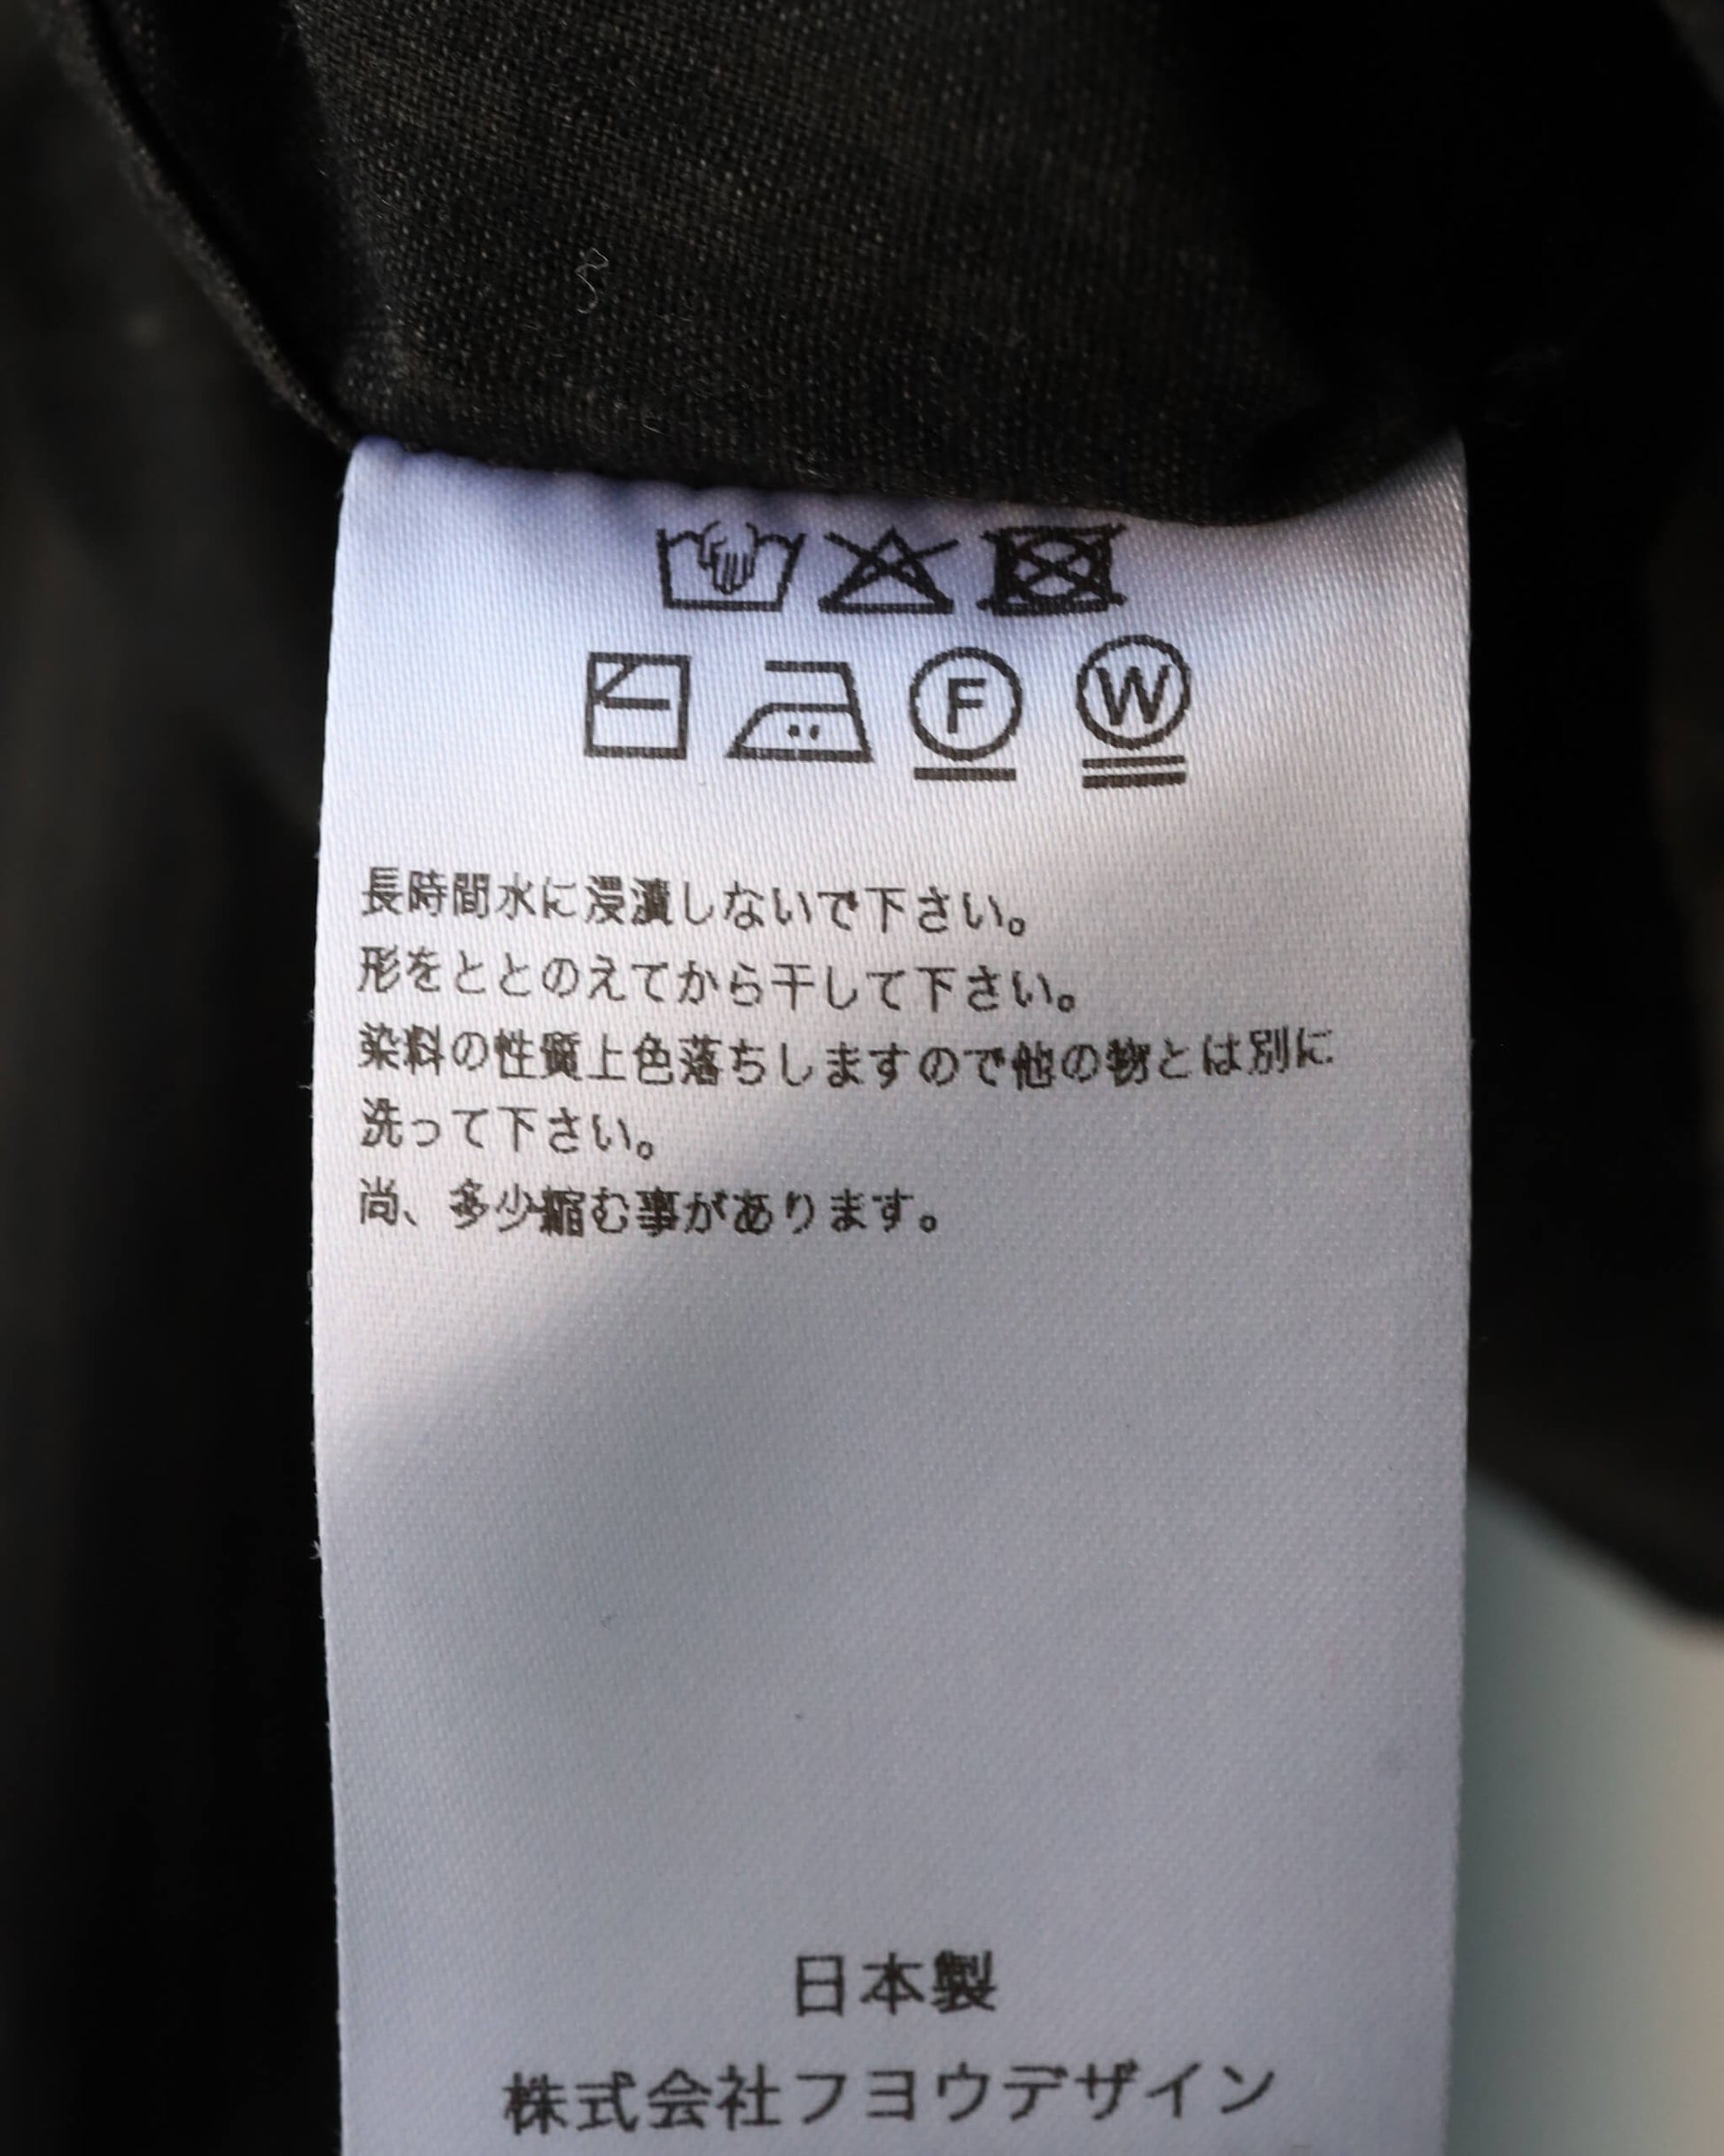 F W
長時間水に浸漬しないで下さい。
形をととのえてから干して下さい。
染料の性質上色落ちしますので他の物とは別に
洗って下さい。
尚、多少縮む事があります。
日本製
株式会社フヨウデザイン